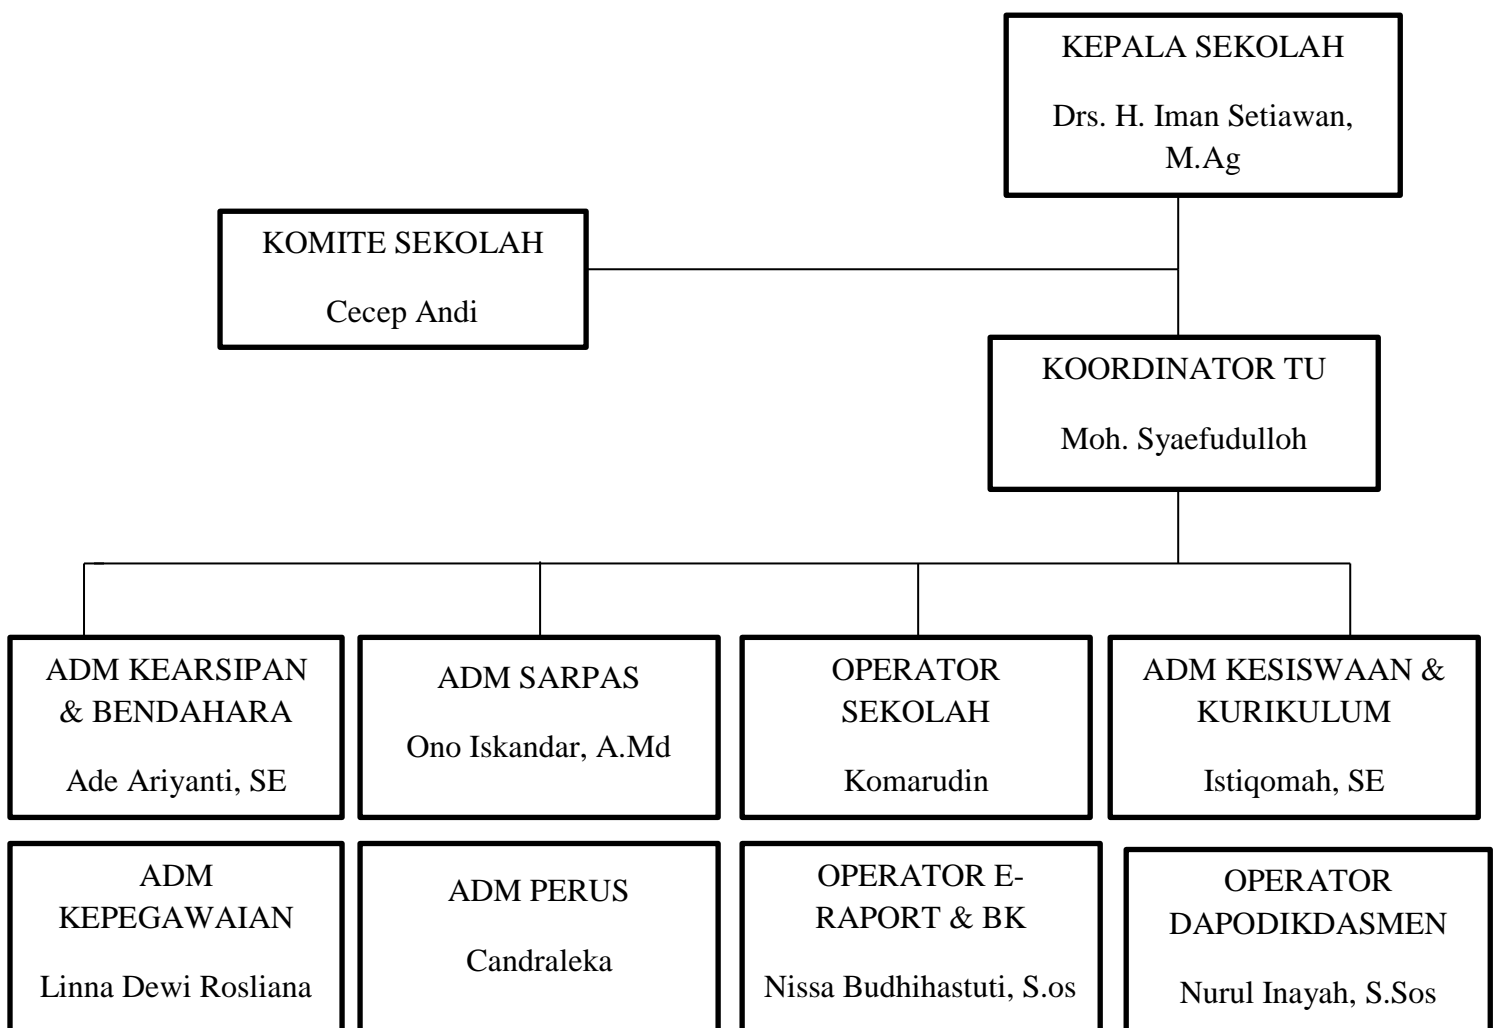 KEPALA SEKOLAH
Drs. H. Iman Setiawan,
M.Ag
KOMITE SEKOLAH
Cecep Andi
KOORDINATOR TU
Moh. Syaefudulloh
ADM KEARSIPAN
& BENDAHARA
Ade Ariyanti, SE
ADM SARPAS
Ono Iskandar, A.Md
OPERATOR
SEKOLAH
Komarudin
ADM KESISWAAN &
KURIKULUM
Istiqomah, SE
ADM
KEPEGAWAIAN
Linna Dewi Rosliana
ADM PERUS
Candraleka
OPERATOR E-
RAPORT & BK
Nissa Budhihastuti, S.os
OPERATOR
DAPODIKDASMEN
Nurul Inayah, S.Sos